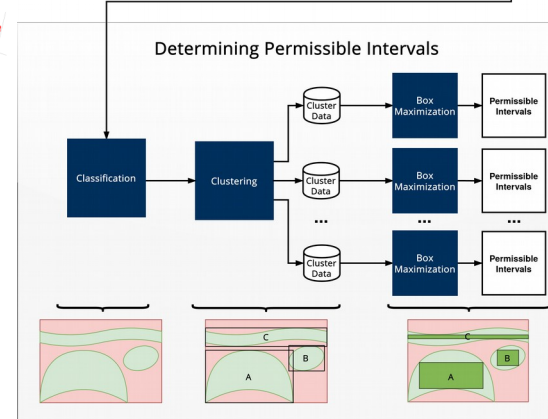 Determining Permissible Intervals
Classification
Clustering
Cluster
Data
Box
Maximization
Permissible
Intervals
Cluster
Data
Box
Maximization
Permissible
Intervals
...
...
...
Cluster
Data
Box
Maximization
Permissible
Intervals
C
B
A
C
B
A